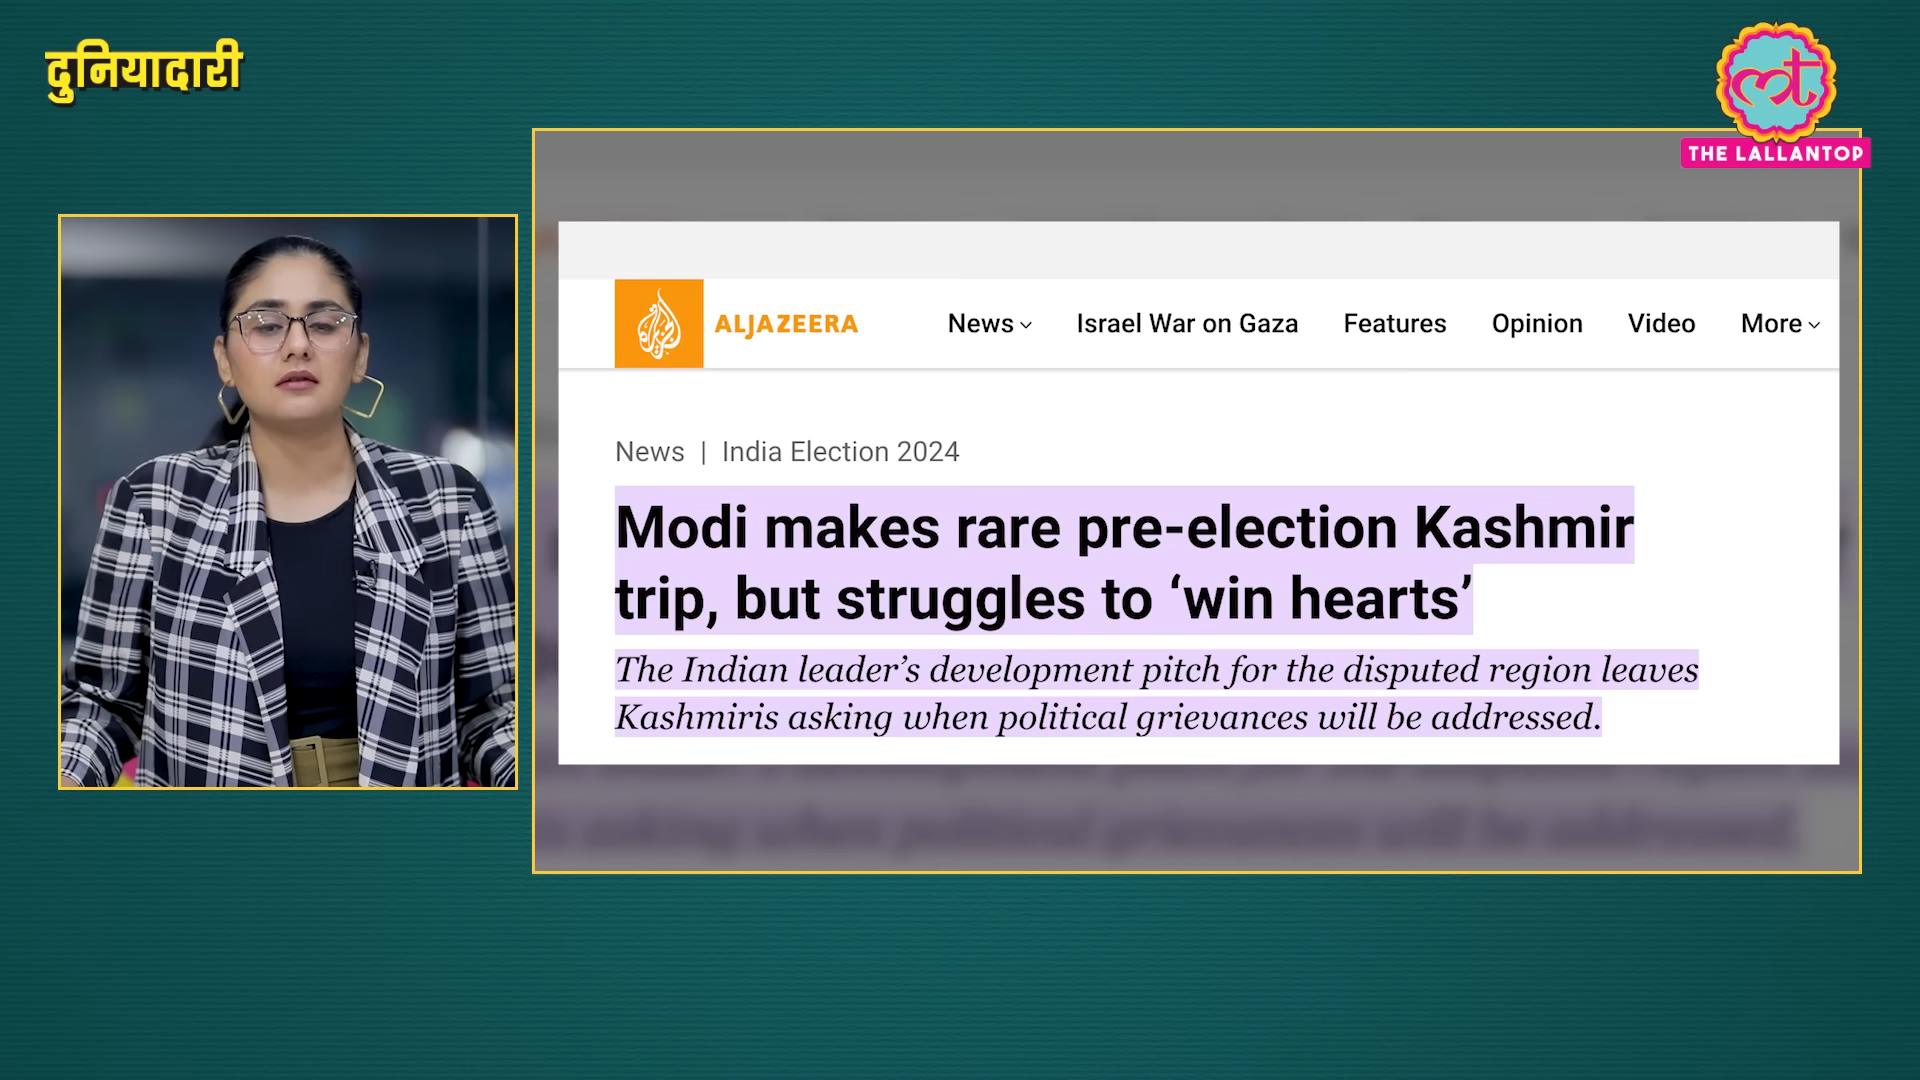 दुनियादारी
lt
THE LALLANTOP
ALJAZEERA
News
Israel War on Gaza
Features
Opinion
Video
More
News | India Election 2024
Modi makes rare pre-election Kashmir
trip, but struggles to ‘win hearts’
The Indian leader’s development pitch for the disputed region leaves
Kashmiris asking when political grievances will be addressed.